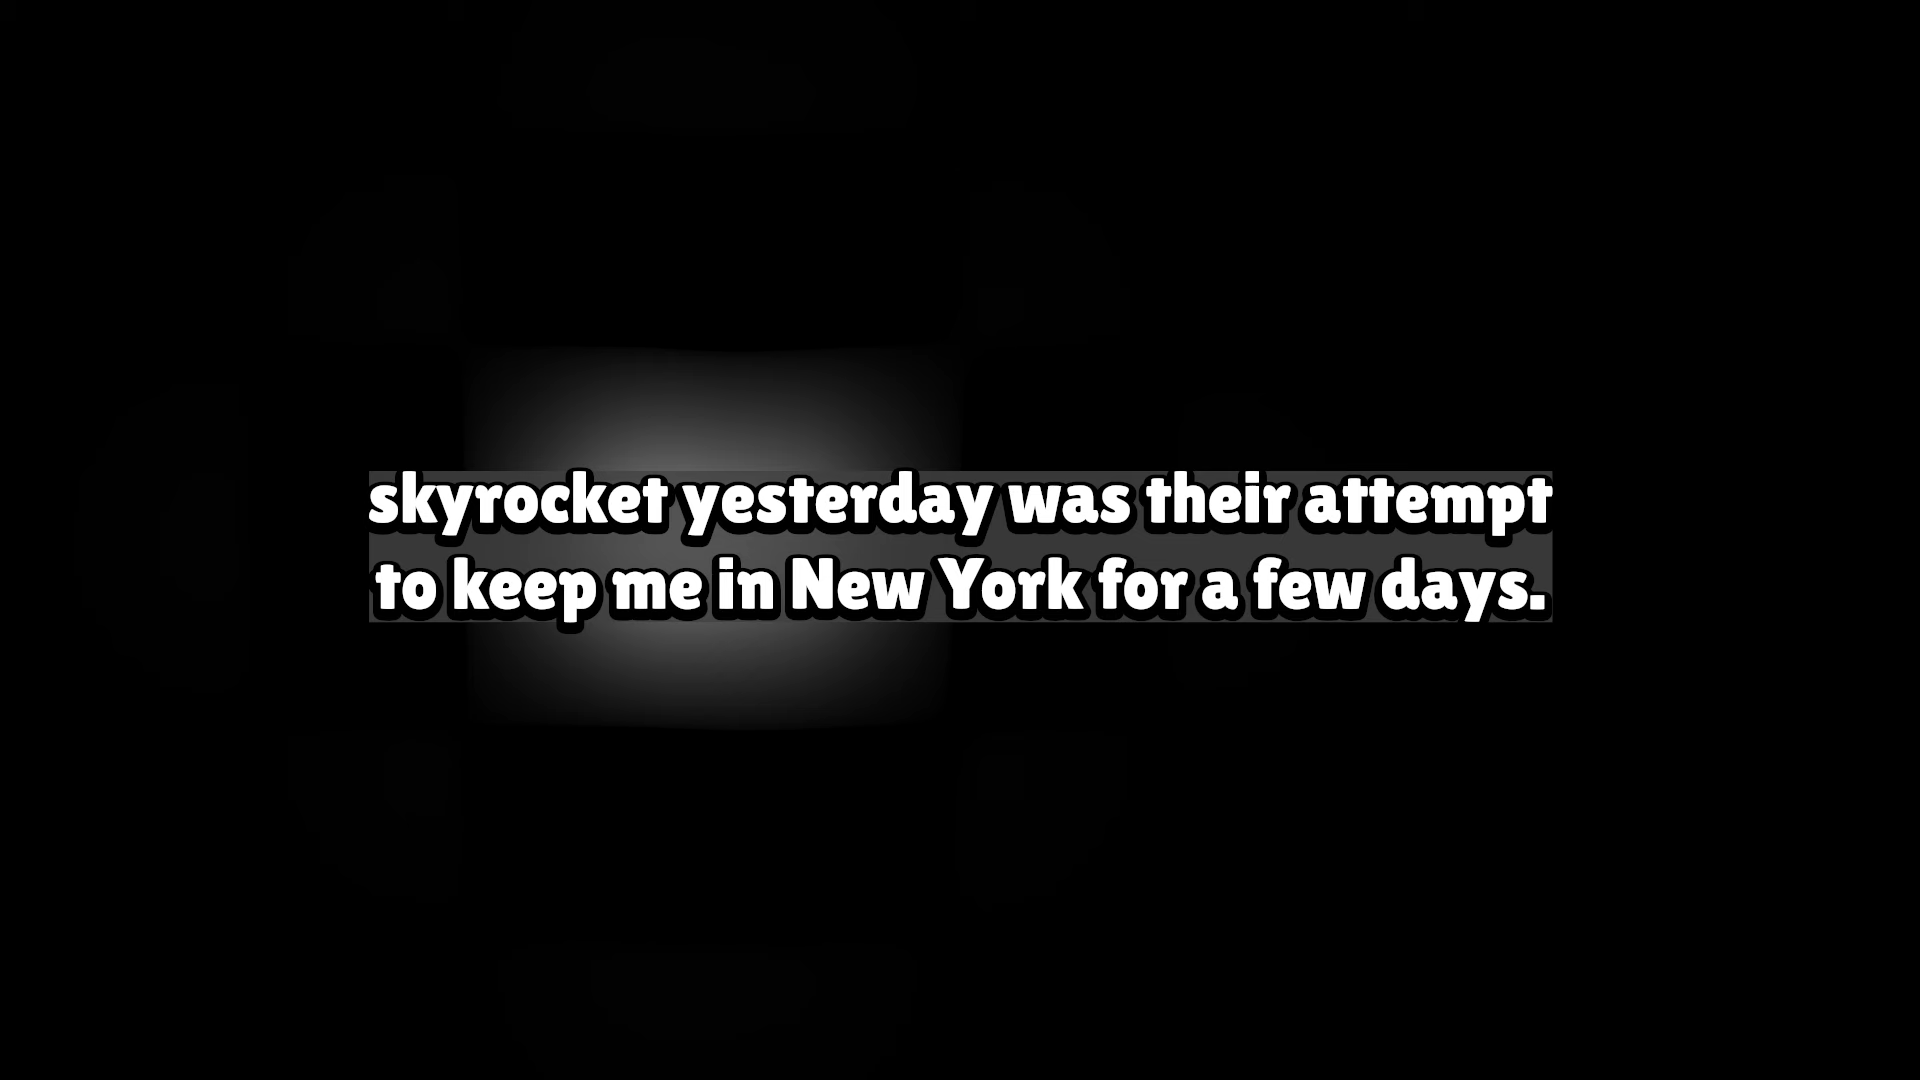 skyrocket yesterday was their attempt
to keep me in New York for a few days.